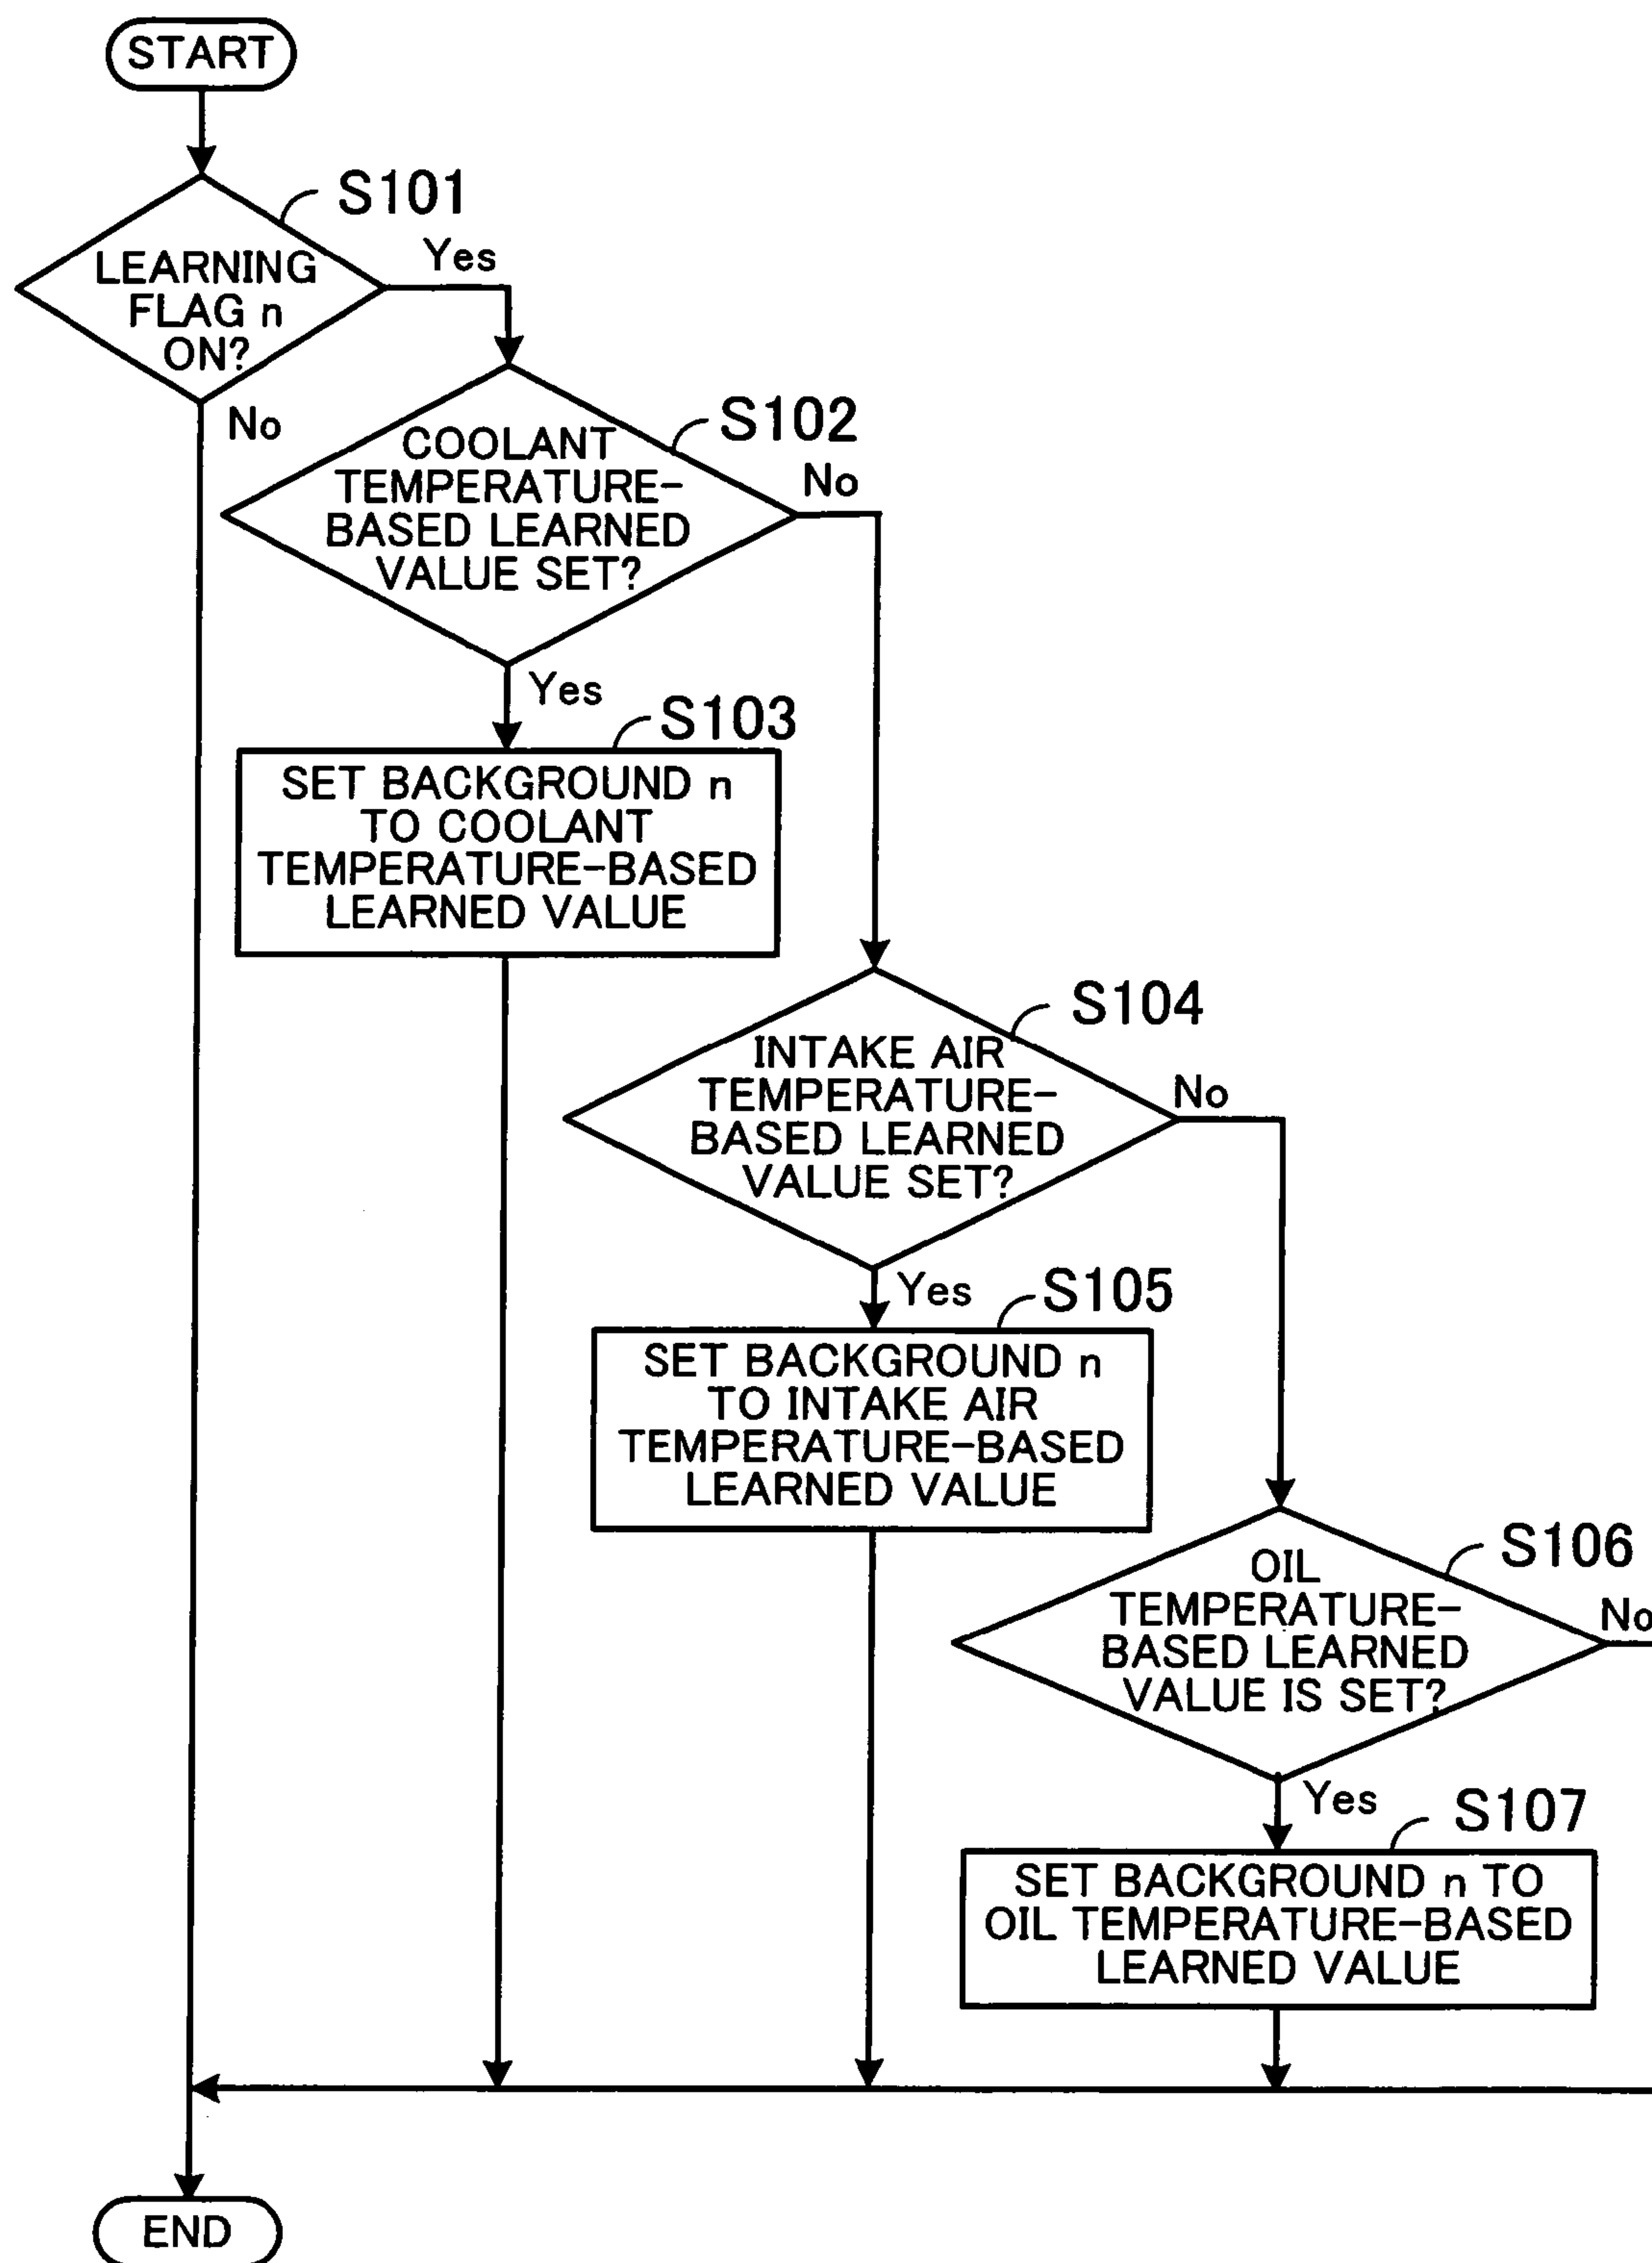 START
S101
Yes
LEARNING
FLAG n
ON?
No
S102
COOLANT
TEMPERATURE-
BASED LEARNED
VALUE SET?
No
Yes
S103
SET BACKGROUND n
TO COOLANT
TEMPERATURE-BASED
LEARNED VALUE
S104
INTAKE AIR
TEMPERATURE-
BASED LEARNED
VALUE SET?
No
Yes
S105
SET BACKGROUND n
TO INTAKE AIR
TEMPERATURE-BASED
LEARNED VALUE
S106
OIL
TEMPERATURE-
BASED LEARNED
VALUE IS SET?
No
Yes
S107
SET BACKGROUND n TO
OIL TEMPERATURE-BASED
LEARNED VALUE
END